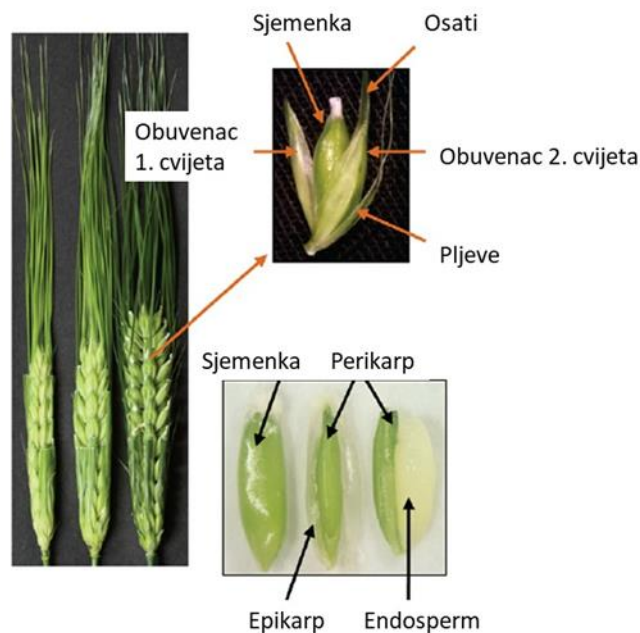 Sjemenka
Osati
Obuvenac
1. cvijeta
Obuvenac 2. cvijeta
Pljeve
Sjemenka
Perikarp
Epikarp
Endosperm